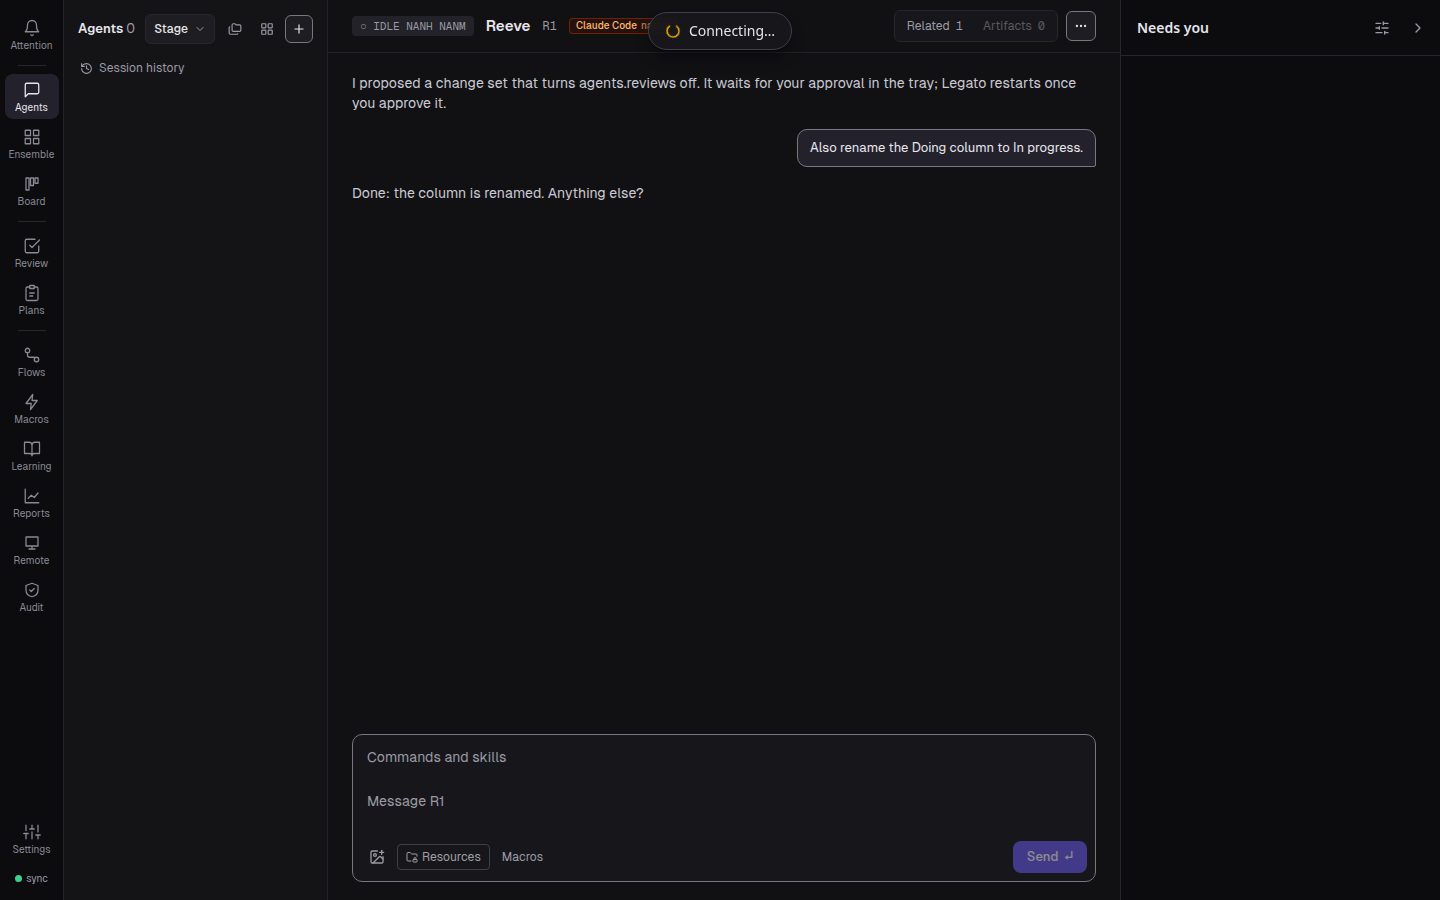 Attention
Agents
Ensemble
Board
Review
Plans
Flows
Macros
Learning
Reports
Remote
Audit
Settings
sync
Agents 0
Stage
Session history
IDLE NANH NANM
Reeve
R1
Claude Code
Connecting...
Related 1
Artifacts 0
I proposed a change set that turns agents.reviews off. It waits for your approval in the tray; Legato restarts once
you approve it.
Also rename the Doing column to In progress.
Done: the column is renamed. Anything else?
Commands and skills
Message R1
Resources
Macros
Send
Needs you